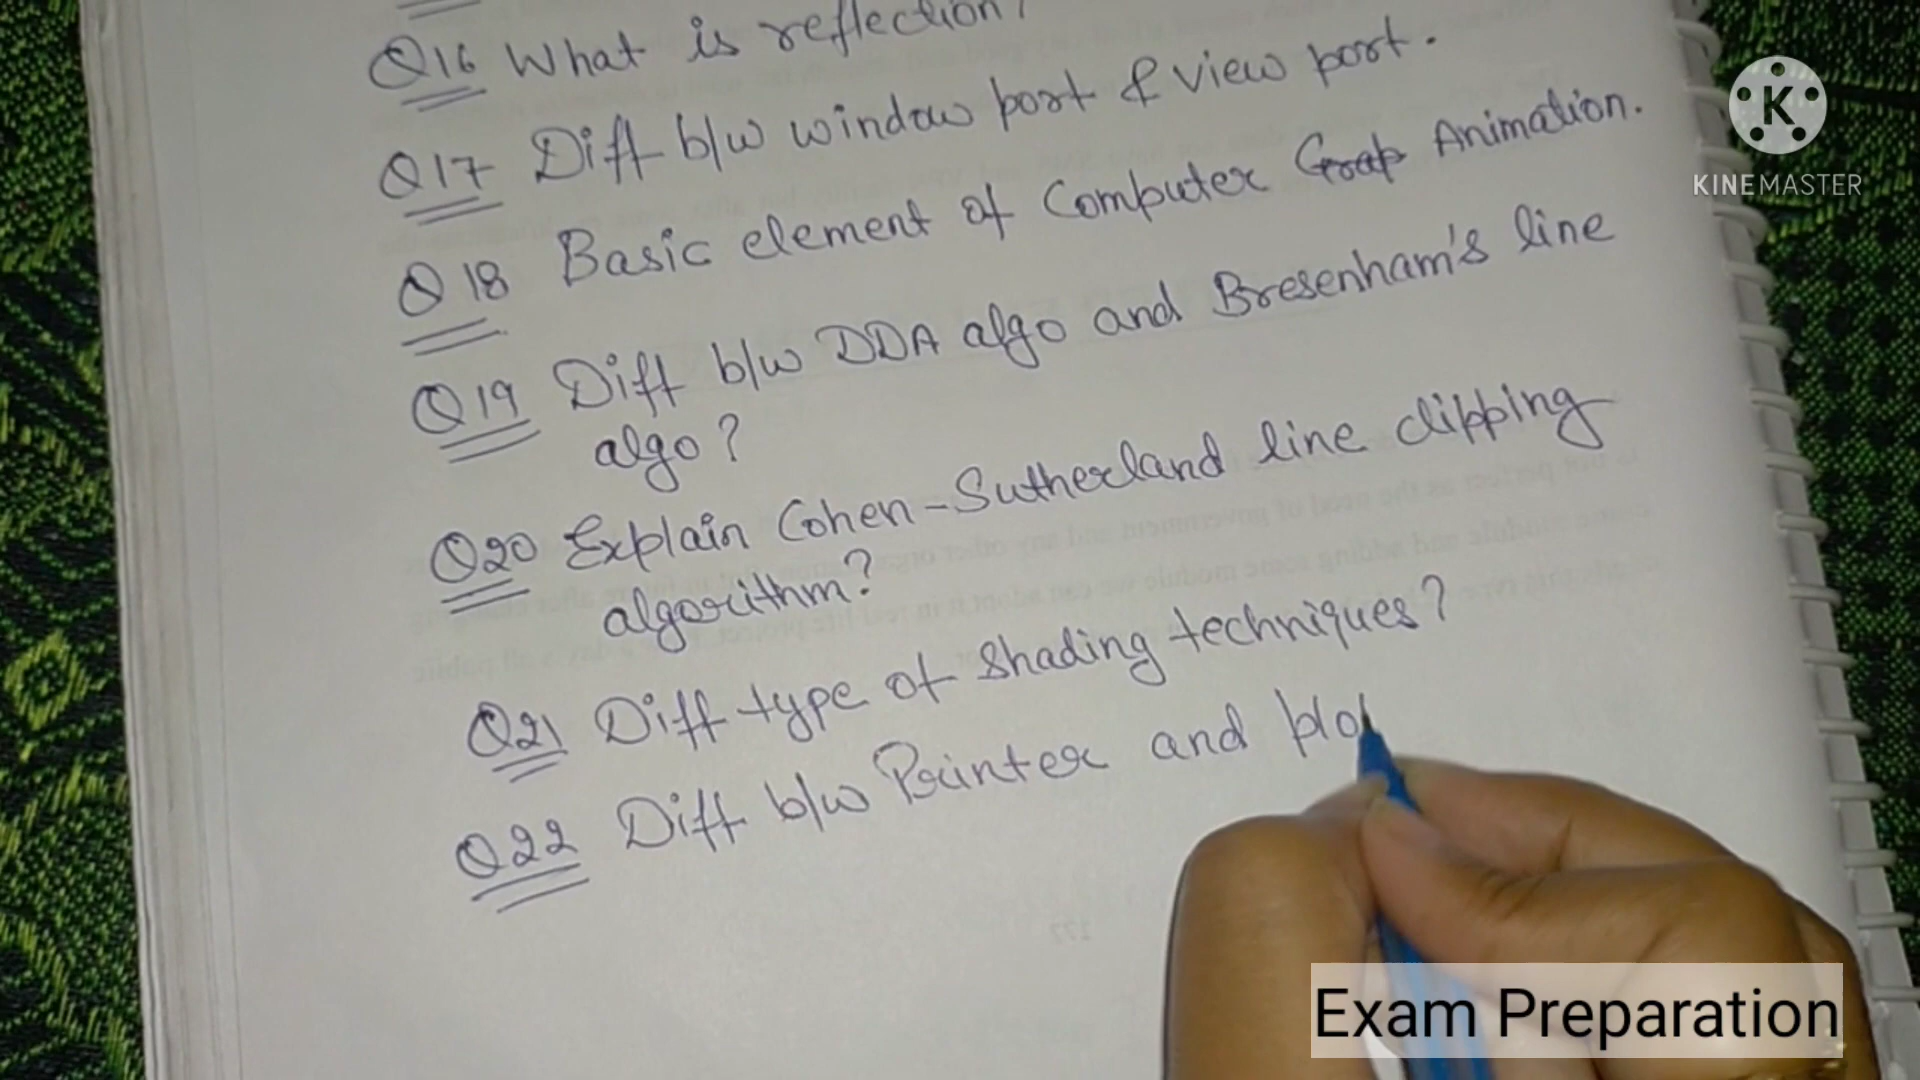 Q16 What is reflection?
Q17 Diff b/w window port & view port.
Q18 Basic element of Computer Grap Animation.
Q19 Diff b/w DDA algo and Bresenham's line
algo?
Q20 Explain Cohen-Sutherland line clipping
algorithm?
Q21 Diff type of shading techniques?
Q22 Diff b/w Printer and plot
K
KINEMASTER
Exam Preparation